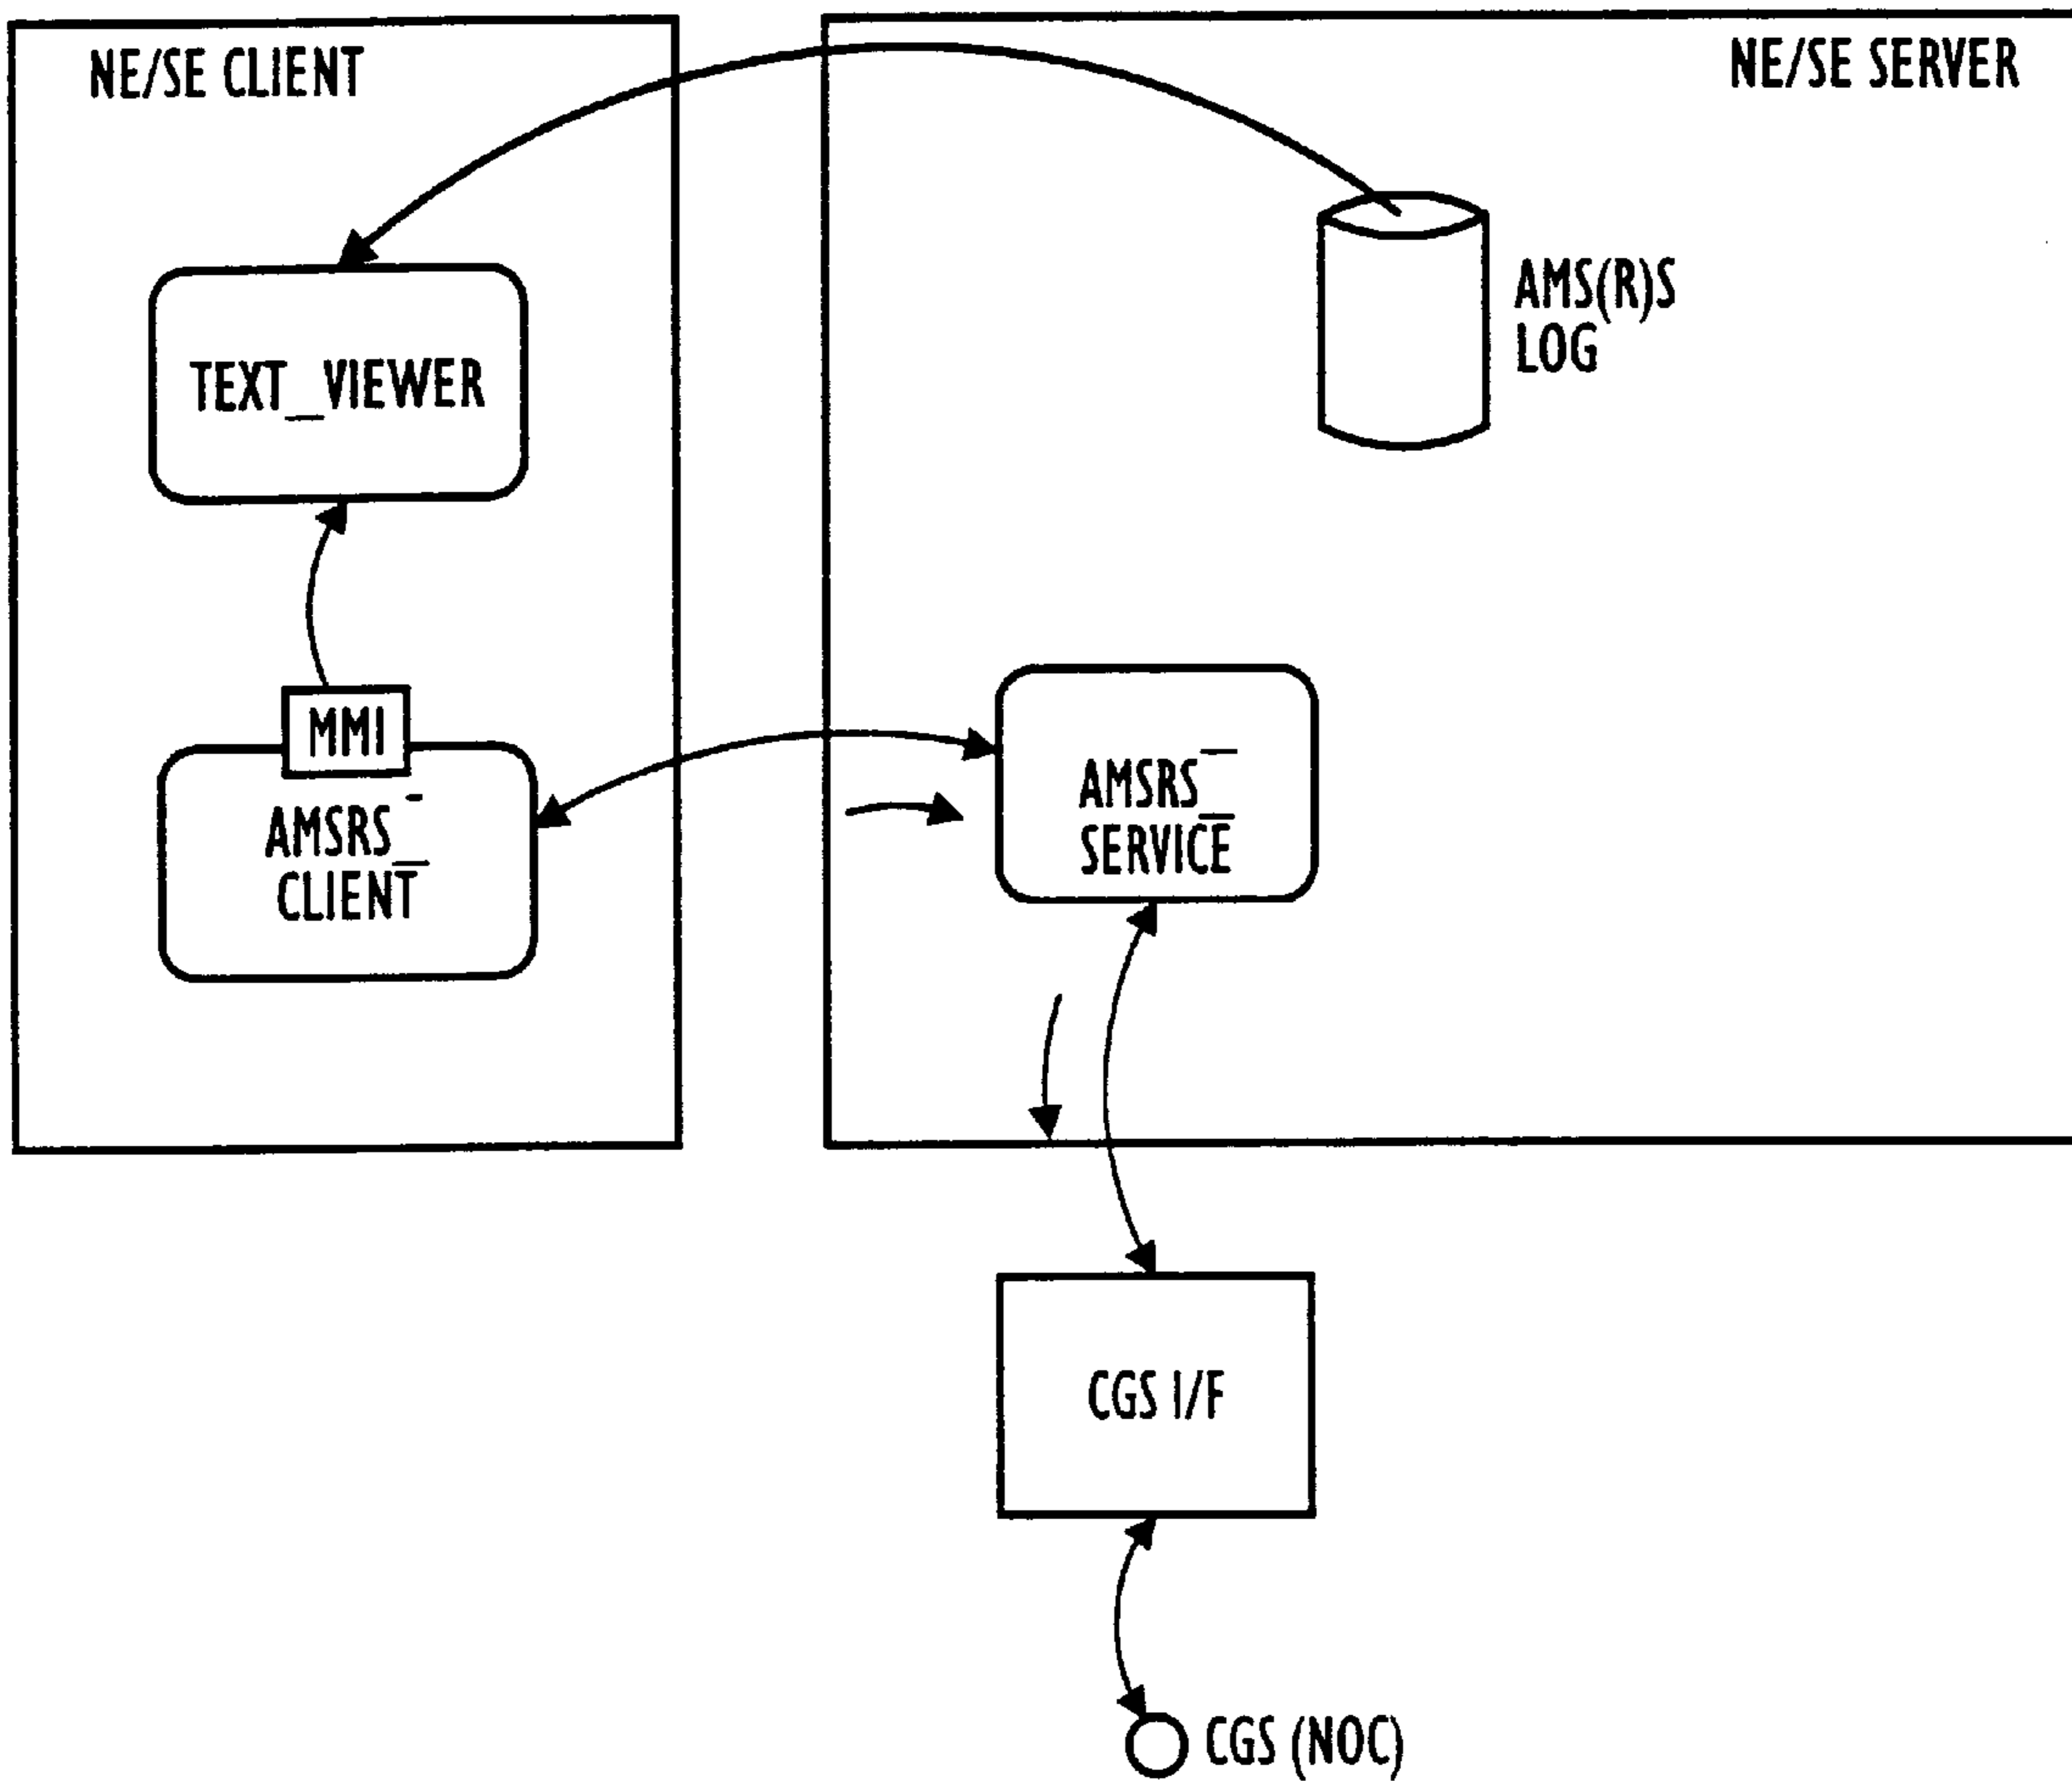 NE/SE CLIENT
NE/SE SERVER
AMS(R)S
LOG
TEXT_VIEWER
MMI
AMSRS_
CLIENT
AMSRS_
SERVICE
CGS I/F
CGS (NOC)